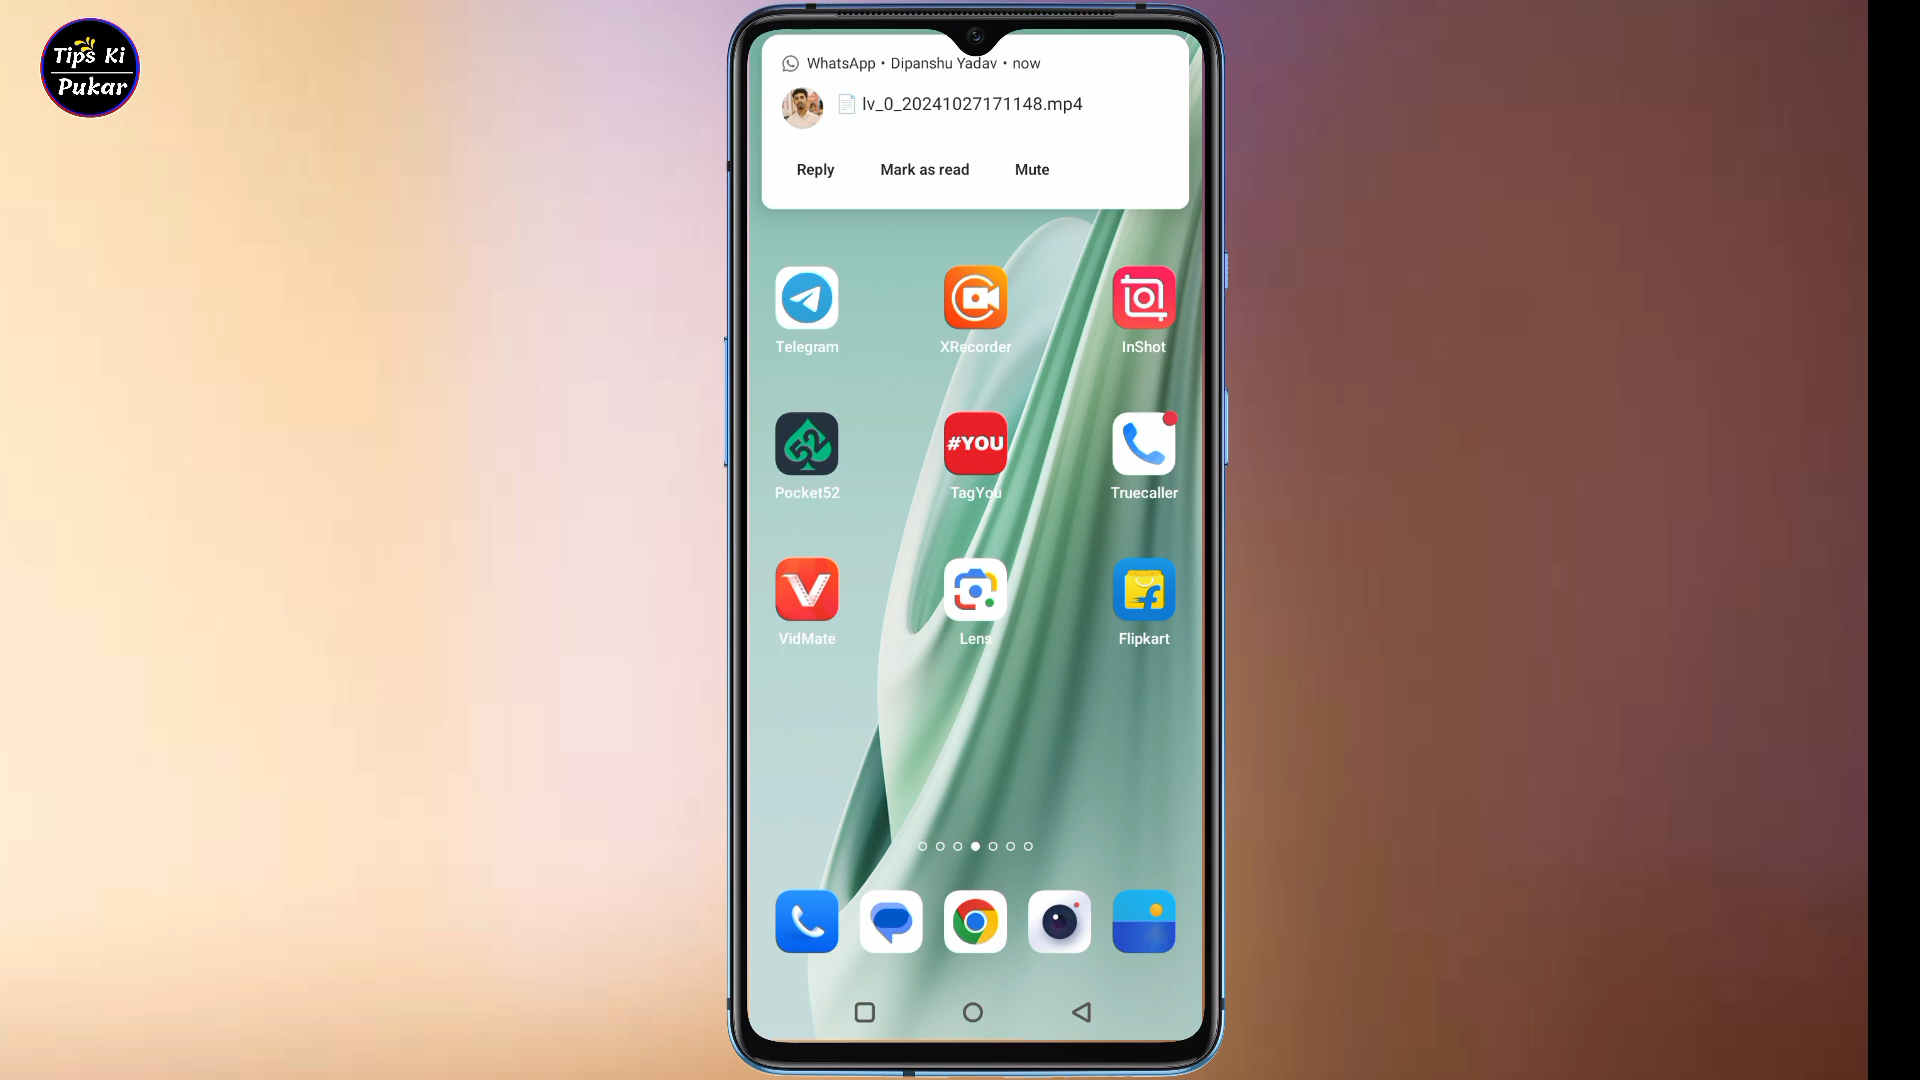 Tips Ki
Pukar
WhatsApp • Dipanshu Yadav • now
lv_0_20241027171148.mp4
Reply Mark as read Mute
Telegram XRecorder InShot
52 #YOU
Pocket52 TagYou Truecaller
VidMate Lens Flipkart